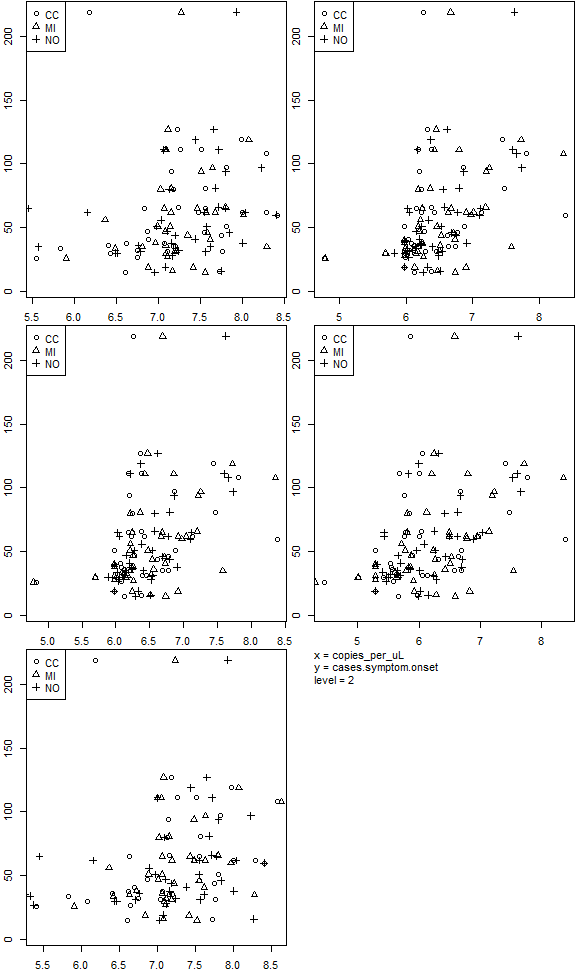 CC
MI
NO
0 50 100 150 200
5.5 6.0 6.5 7.0 7.5 8.0 8.5
CC
MI
NO
0 50 100 150 200
5 6 7 8
CC
MI
NO
0 50 100 150 200
5.0 5.5 6.0 6.5 7.0 7.5 8.0 8.5
CC
MI
NO
0 50 100 150 200
5 6 7 8
x = copies_per_uL
y = cases.symptom.onset
level = 2
CC
MI
NO
0 50 100 150 200
5.5 6.0 6.5 7.0 7.5 8.0 8.5